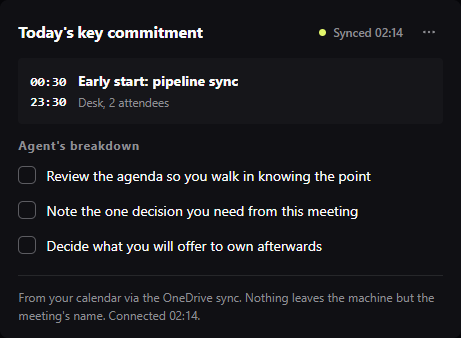 Today's key commitment
Synced 02:14
00:30 Early start: pipeline sync
23:30 Desk, 2 attendees
Agent's breakdown
Review the agenda so you walk in knowing the point
Note the one decision you need from this meeting
Decide what you will offer to own afterwards
From your calendar via the OneDrive sync. Nothing leaves the machine but the
meeting's name. Connected 02:14.